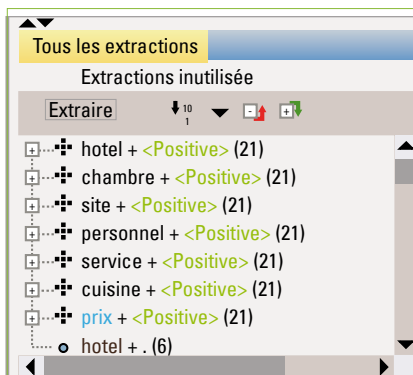 Tous les extractions
Extractions inutilisée
Extraire 10 1
hotel + <Positive> (21)
chambre + <Positive> (21)
site + <Positive> (21)
personnel + <Positive> (21)
service + <Positive> (21)
cuisine + <Positive> (21)
prix + <Positive> (21)
hotel + . (6)